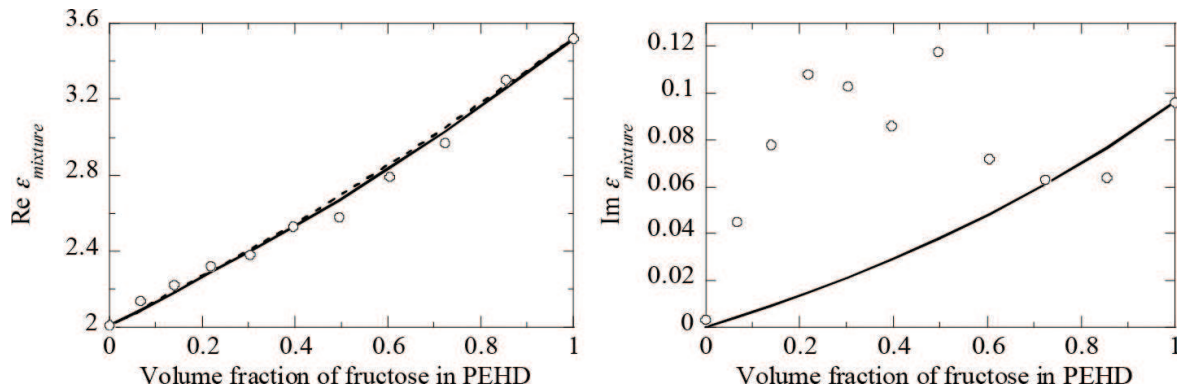 3.6
3.2
2.8
2.4
2
Re ε mixture
0 0.2 0.4 0.6 0.8 1
Volume fraction of fructose in PEHD
0.12
0.1
0.08
0.06
0.04
0.02
0
Im ε mixture
0 0.2 0.4 0.6 0.8 1
Volume fraction of fructose in PEHD